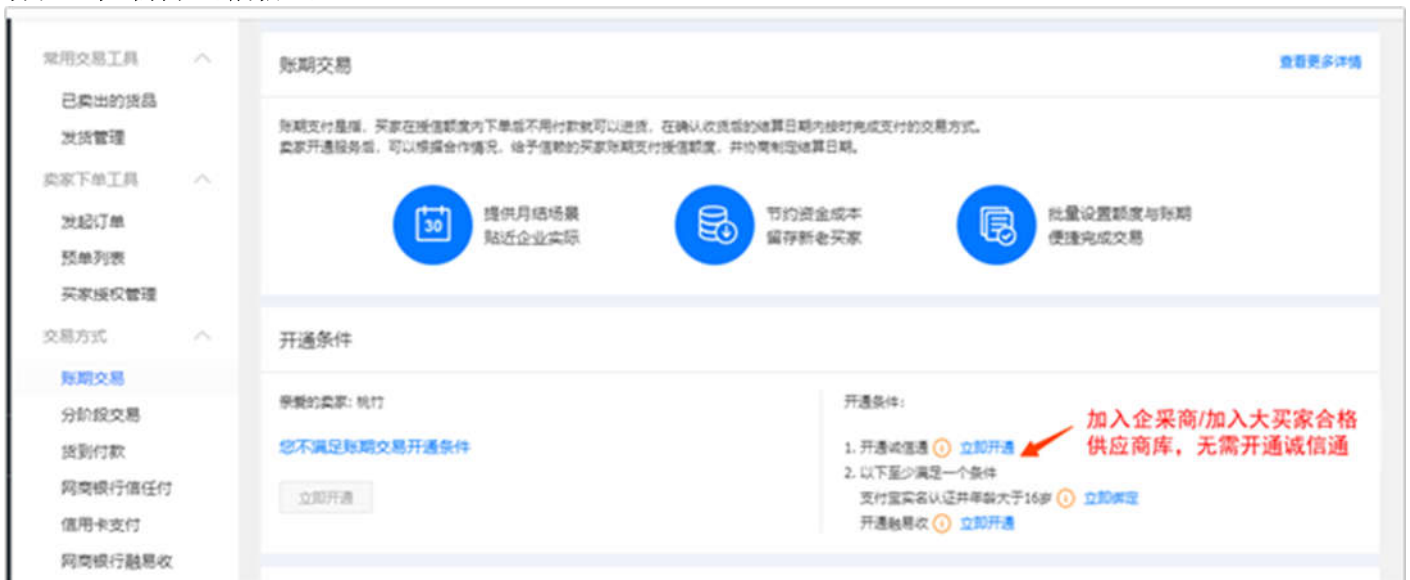 常用交易工具
已卖出的货品
发货管理
卖家下单工具
发起订单
预单列表
买家授权管理
交易方式
账期交易
分阶段交易
货到付款
网商银行信任付
信用卡支付
网商银行融易收
账期交易
查看更多详情
账期支付是指，买家在授信额度内下单后不用付款就可以进货，在确认收货后的结算日期内按时完成支付的交易方式。
卖家开通服务后，可以根据合作情况，给予信赖的买家账期支付授信额度，并协商制定结算日期。
30
提供月结场景
贴近企业实际
节约资金成本
留存新老买家
批量设置额度与账期
便捷完成交易
开通条件
亲爱的卖家: 桃竹
您不满足账期交易开通条件
立即开通
开通条件：
1. 开通诚信通 立即开通
2. 以下至少满足一个条件
支付宝实名认证并年龄大于16岁 立即绑定
开通融易收 立即开通
加入企采商/加入大买家合格
供应商库，无需开通诚信通